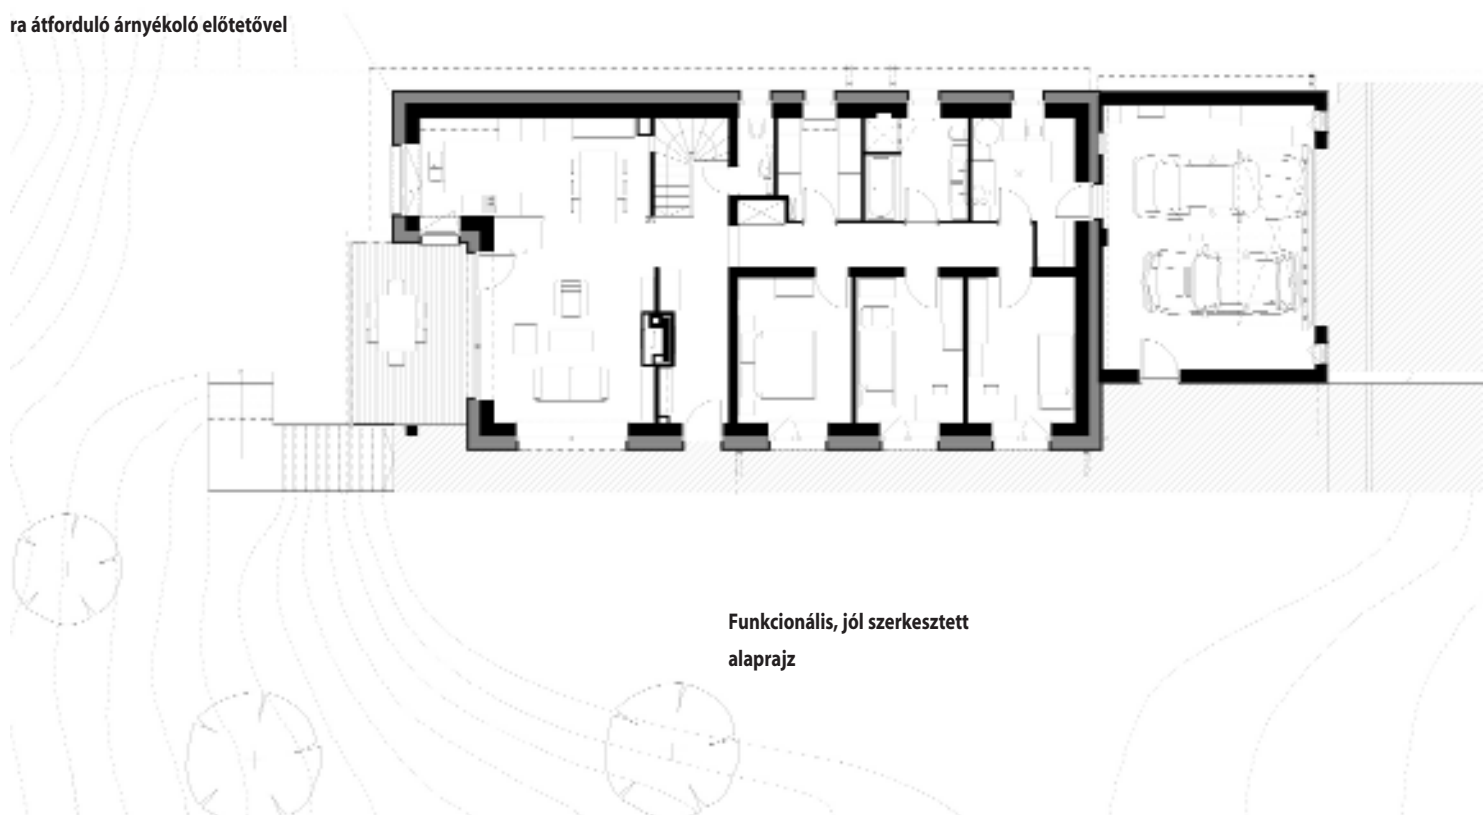 ra átforduló árnyékoló előtetővel
Funkcionális, jól szerkesztett
alaprajz